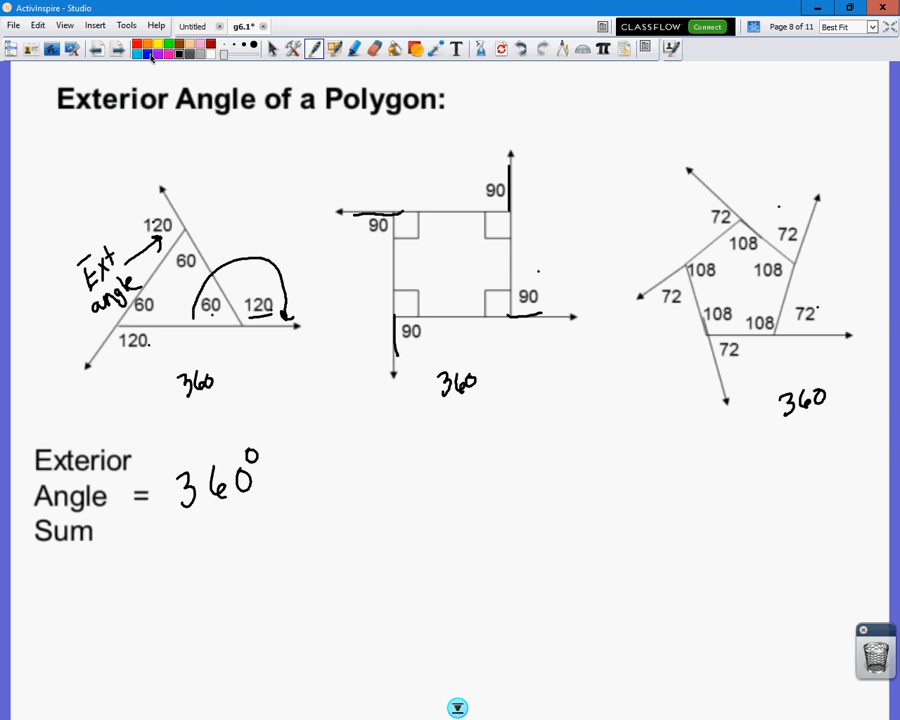 ActivInspire - Studio
File Edit View Insert Tools Help
Untitled
g6.1*
CLASSFLOW
Connect
Page 8 of 11
Best Fit
T
Exterior Angle of a Polygon:
120
60
Ext
angle
60
60
120
120.
360
90
90
90
90
360
72
72
108
108
108
72
108
108
72
72
360
Exterior
Angle = 360°
Sum